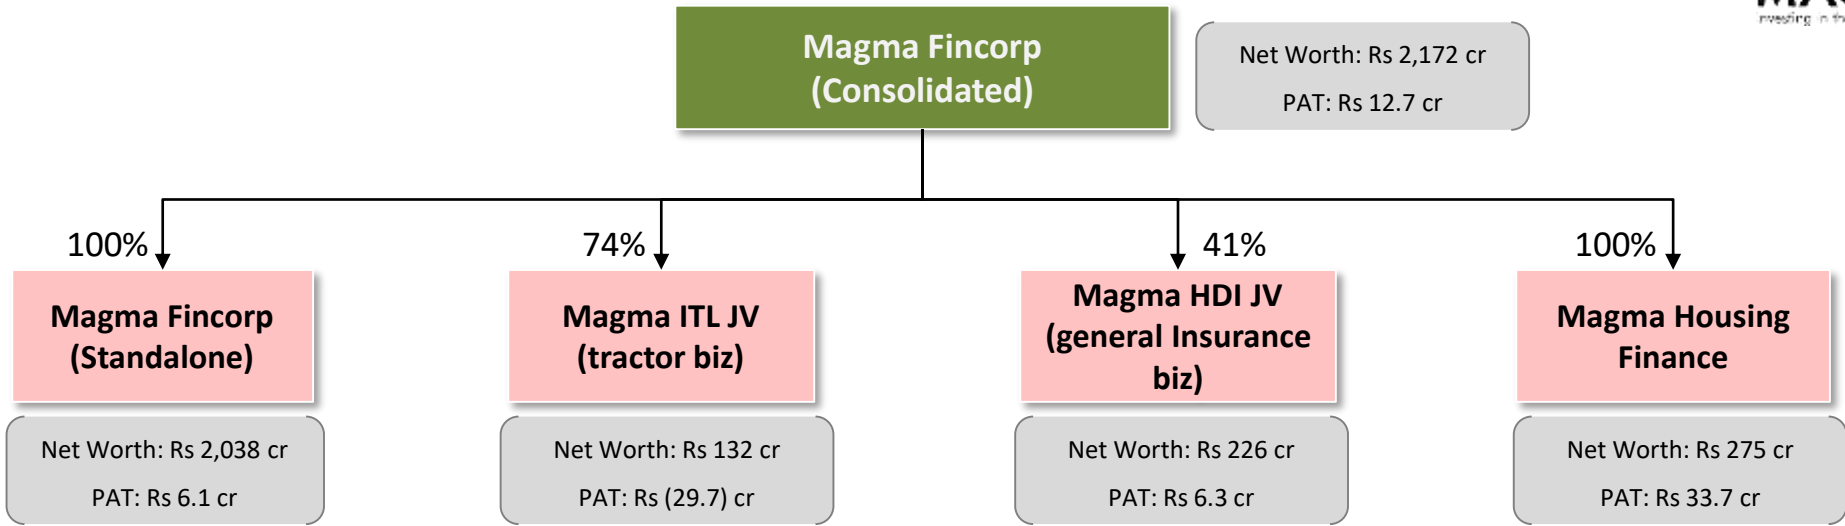 Magma Fincorp
(Consolidated)
Net Worth: Rs 2,172 cr
PAT: Rs 12.7 cr
100%
74%
41%
100%
Magma Fincorp
(Standalone)
Magma ITL JV
(tractor biz)
Magma HDI JV
(general Insurance
biz)
Magma Housing
Finance
Net Worth: Rs 2,038 cr
PAT: Rs 6.1 cr
Net Worth: Rs 132 cr
PAT: Rs (29.7) cr
Net Worth: Rs 226 cr
PAT: Rs 6.3 cr
Net Worth: Rs 275 cr
PAT: Rs 33.7 cr